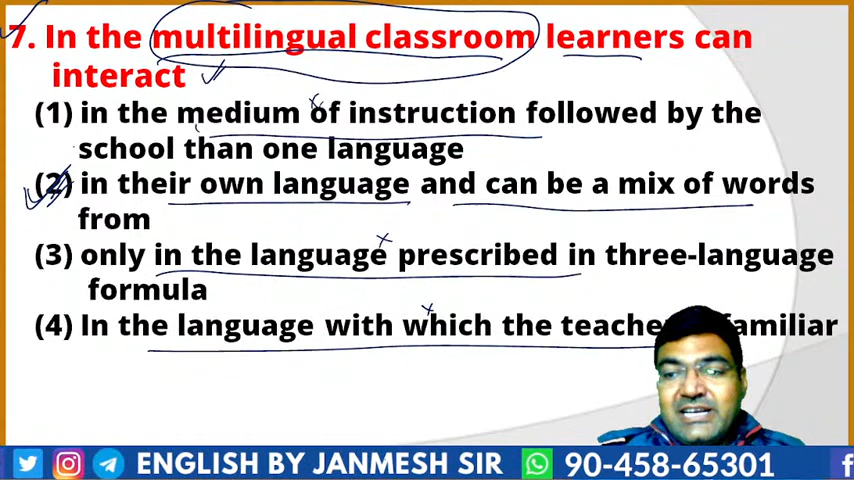 7. In the multilingual classroom learners can
interact
(1) in the medium of instruction followed by the
school than one language
(2) in their own language and can be a mix of words
from
(3) only in the language prescribed in three-language
formula
(4) In the language with which the teache familiar
ENGLISH BY JANMESH SIR 90-458-65301